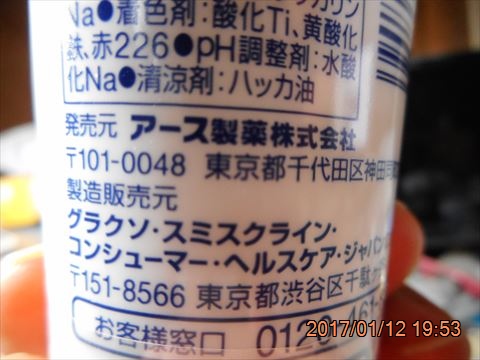 Na●着色剤：酸化Ti、黄酸化
鉄、赤226●pH調整剤：水酸
化Na●清涼剤：ハッカ油
発売元 アース製薬株式会社
〒101-0048 東京都千代田区神田司
製造販売元
グラクソ・スミスクライン・
コンシューマー・ヘルスケア・ジャパン
〒151-8566 東京都渋谷区千駄
お客様窓口 0120-461-
2017/01/12 19:53